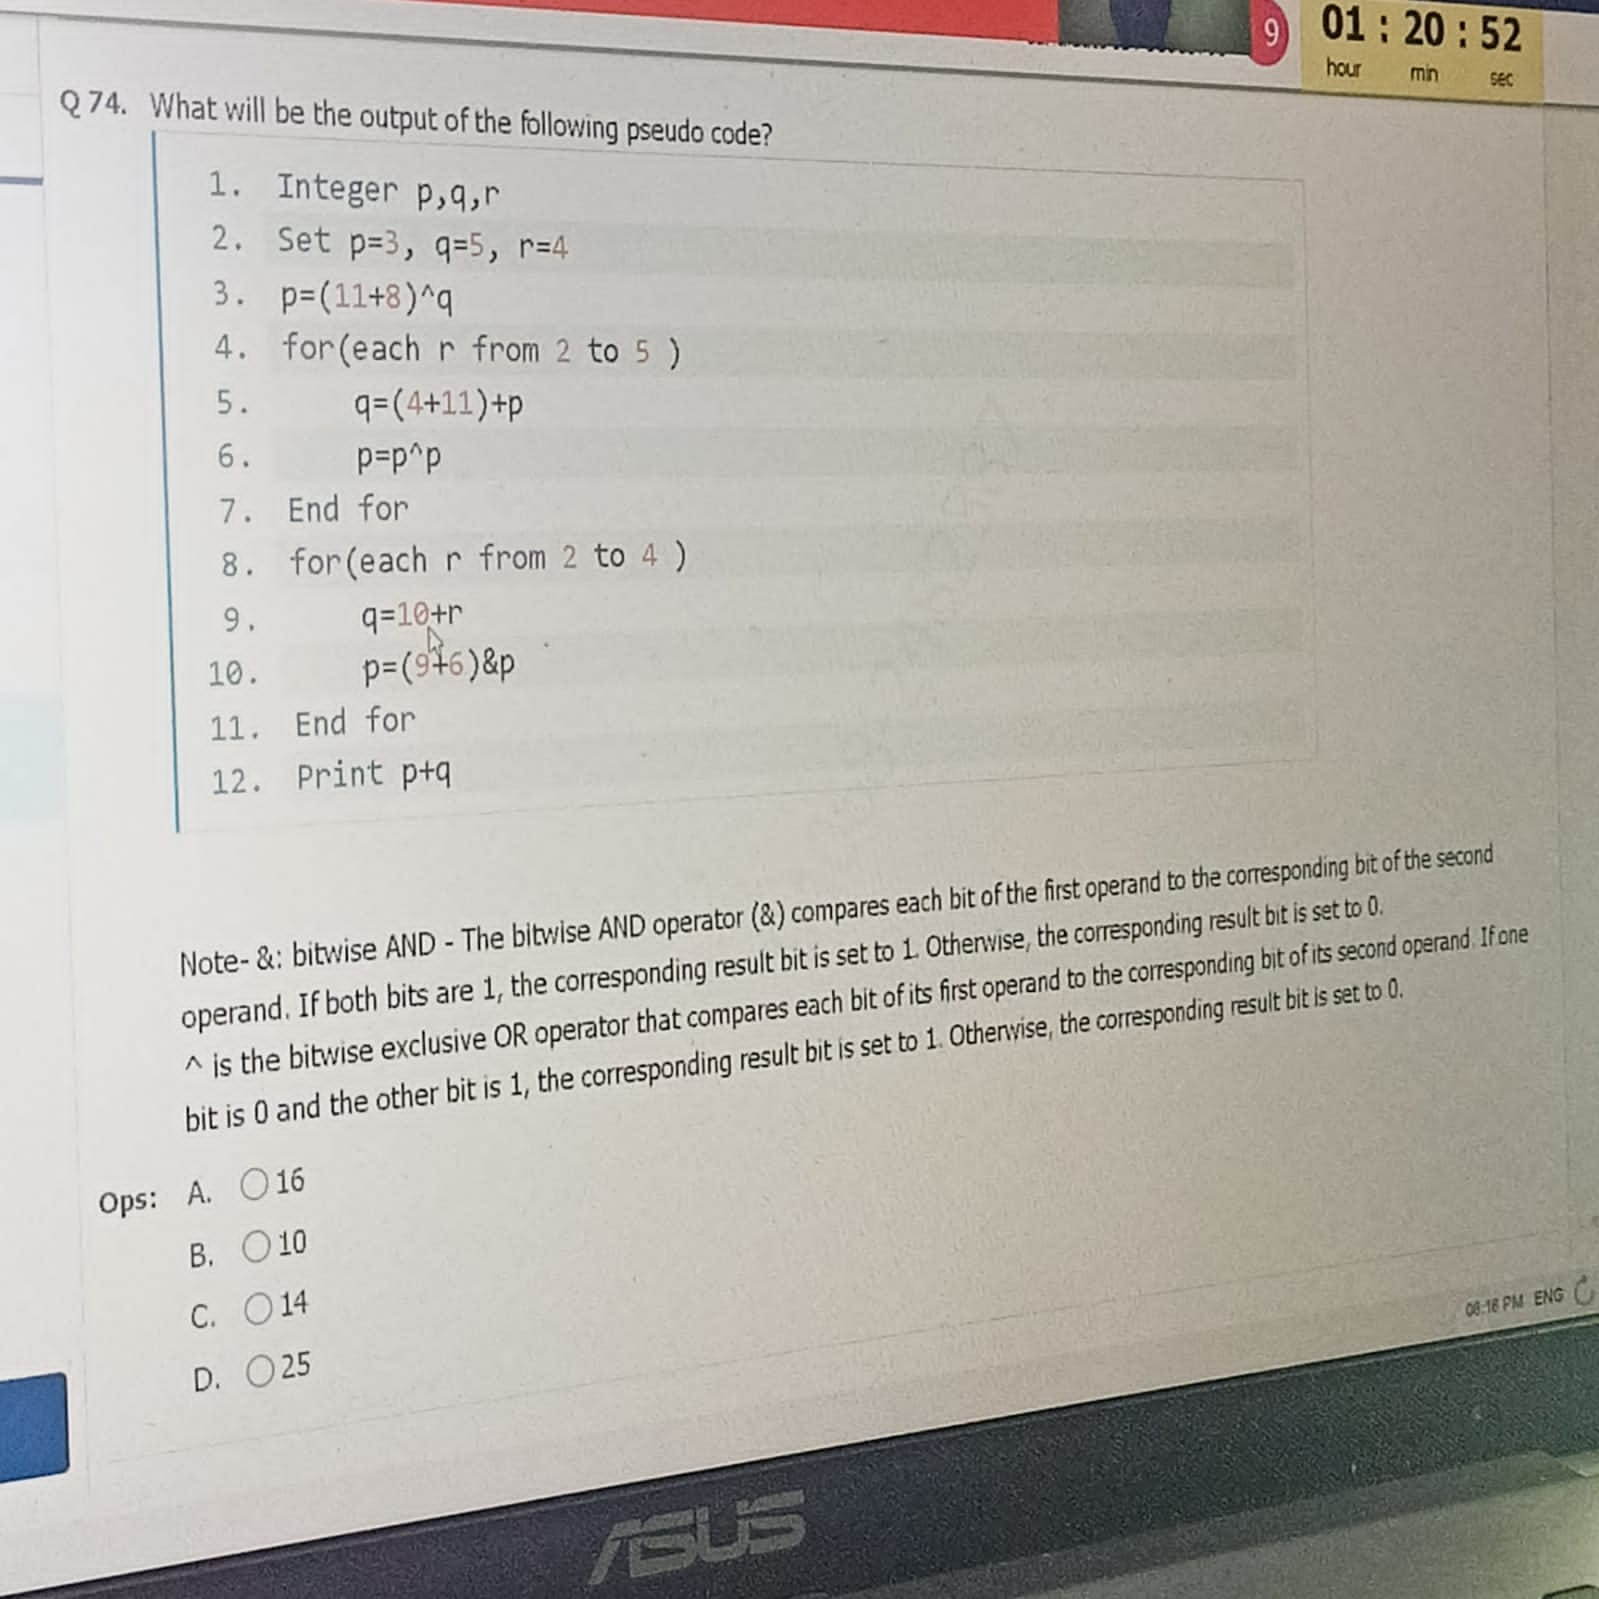 9
01 : 20 : 52
hour min sec
Q 74. What will be the output of the following pseudo code?
1. Integer p,q,r
2. Set p=3, q=5, r=4
3. p=(11+8)^q
4. for(each r from 2 to 5 )
5. q=(4+11)+p
6. p=p^p
7. End for
8. for(each r from 2 to 4 )
9. q=10+r
10. p=(9+6)&p
11. End for
12. Print p+q
Note- &: bitwise AND - The bitwise AND operator (&) compares each bit of the first operand to the corresponding bit of the second
operand. If both bits are 1, the corresponding result bit is set to 1. Otherwise, the corresponding result bit is set to 0.
^ is the bitwise exclusive OR operator that compares each bit of its first operand to the corresponding bit of its second operand. If one
bit is 0 and the other bit is 1, the corresponding result bit is set to 1. Otherwise, the corresponding result bit is set to 0.
Ops: A. 16
B. 10
C. 14
D. 25
08:16 PM ENG
ASUS